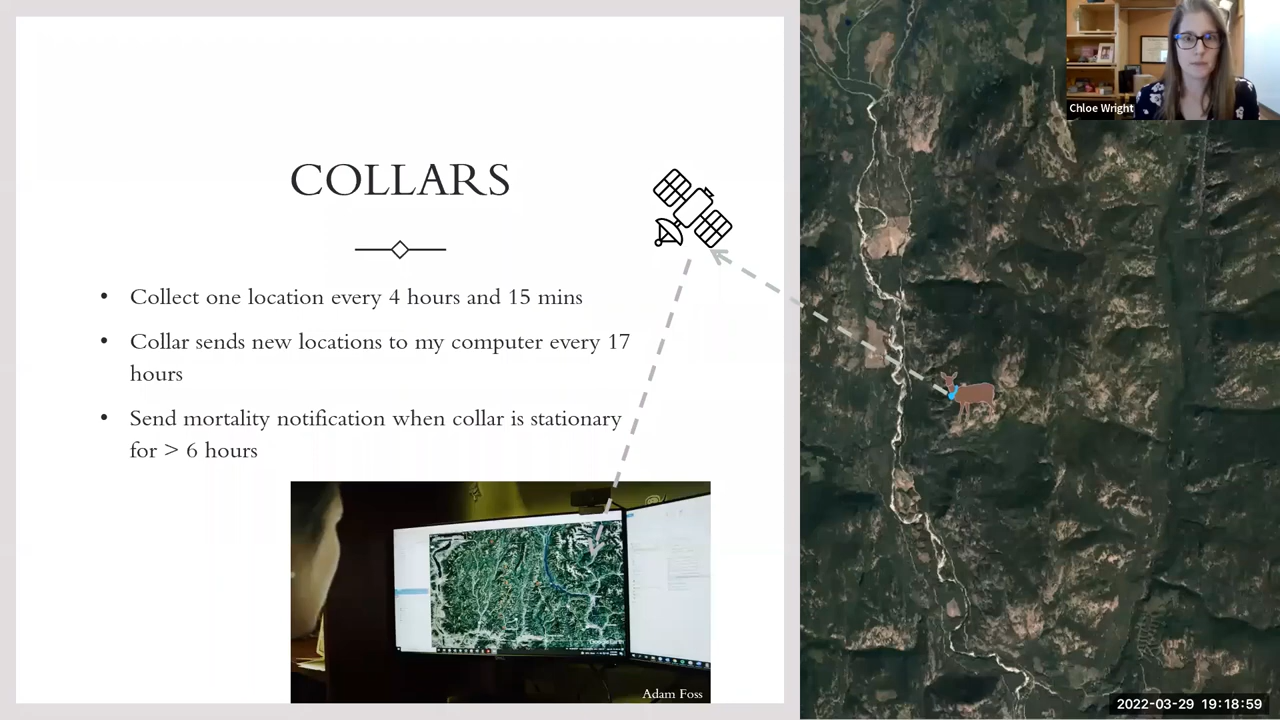 Chloe Wright
COLLARS
• Collect one location every 4 hours and 15 mins
• Collar sends new locations to my computer every 17
hours
• Send mortality notification when collar is stationary
for > 6 hours
Adam Foss
2022-03-29 19:18:59